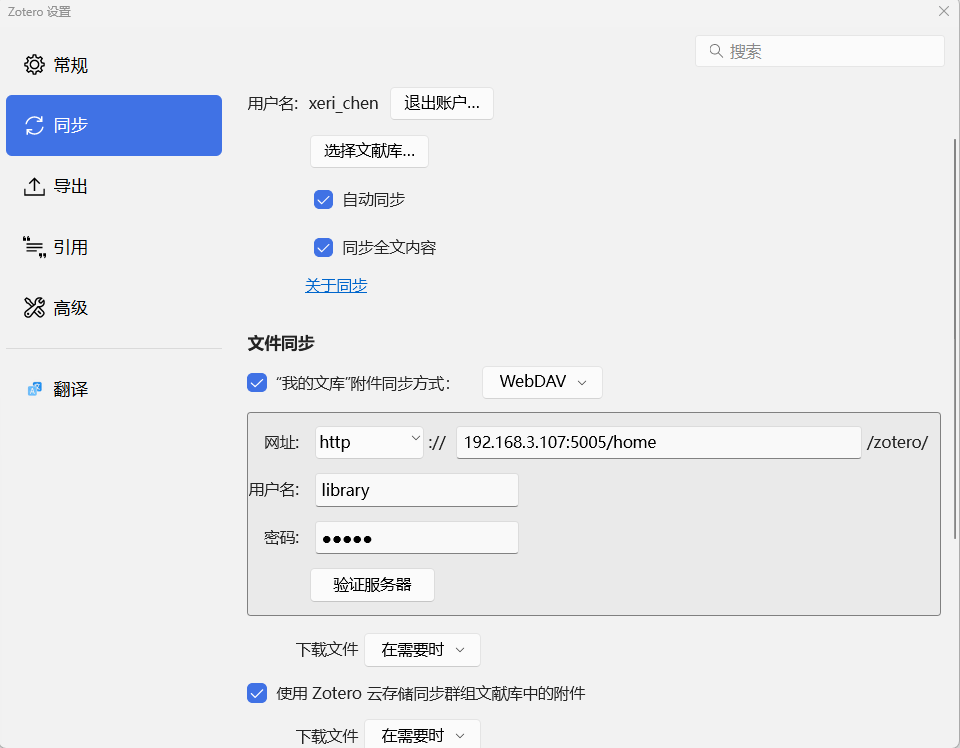 Zotero 设置
搜索
常规
同步
导出
引用
高级
翻译
用户名: xeri_chen 退出账户...
选择文献库...
自动同步
同步全文内容
关于同步
文件同步
“我的文库”附件同步方式: WebDAV
网址: http :// 192.168.3.107:5005/home /zotero/
用户名: library
密码: ●●●●●
验证服务器
下载文件 在需要时
使用 Zotero 云存储同步群组文献库中的附件
下载文件 在需要时